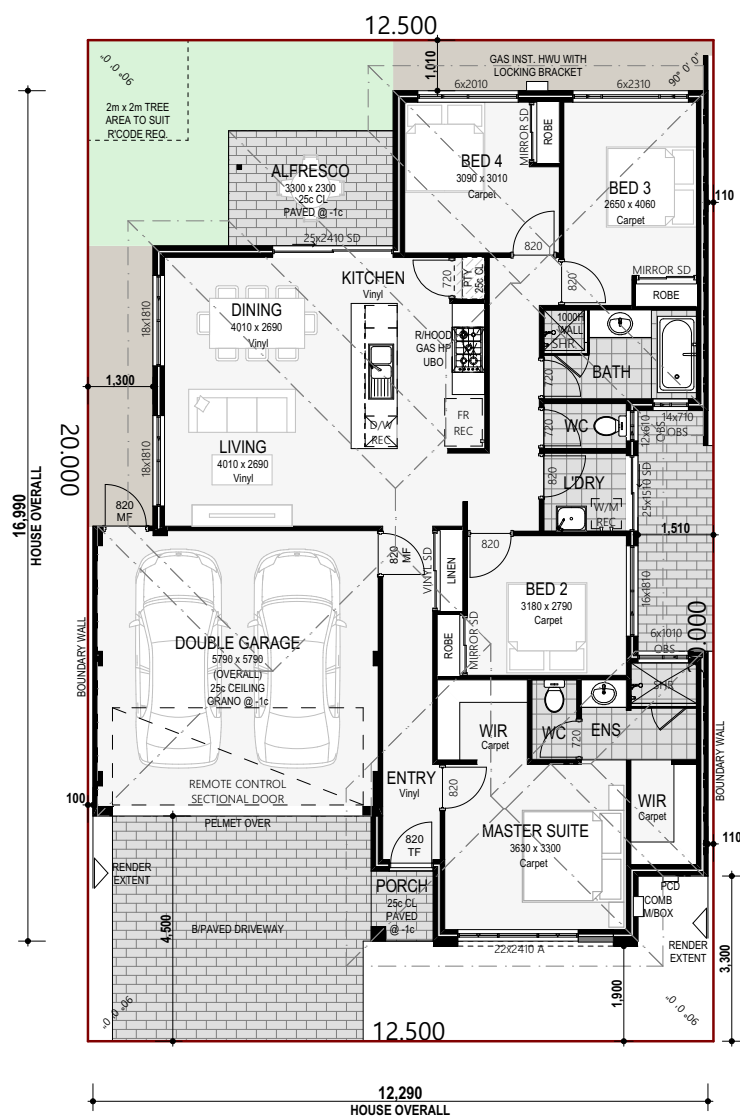 12.500
90° 0' 0"
1,010
GAS INST. HWU WITH
LOCKING BRACKET
90° 0' 0"
6x2010
6x2310
2m x 2m TREE
AREA TO SUIT
R'CODE REQ.
MIRROR SD
ROBE
BED 4
3090 x 3010
Carpet
BED 3
2650 x 4060
Carpet
110
ALFRESCO
3300 x 2300
25c CL
PAVED @ -1c
25x2410 SD
820
820
MIRROR SD
ROBE
KITCHEN
Vinyl
720
PTY
25c CL
18x1810
DINING
4010 x 2690
Vinyl
R/HOOD
GAS HP
UBO
1000H
WALL
SHR
BATH
720
1,300
D/W
REC
FR
REC
720
WC
12x610
OBS
14x710
OBS
20.000
16,990
HOUSE OVERALL
18x1810
LIVING
4010 x 2690
Vinyl
820
L'DRY
W/M
REC
25x1510 SD
1,510
820
MF
820
MF
VINYL SD
LINEN
820
BED 2
3180 x 2790
Carpet
16x1810
6x1010
OBS
BOUNDARY WALL
DOUBLE GARAGE
5790 x 5790
(OVERALL)
25c CEILING
GRANO @ -1c
ROBE
MIRROR SD
SHR
WIR
Carpet
WC
720
ENS
BOUNDARY WALL
REMOTE CONTROL
SECTIONAL DOOR
ENTRY
Vinyl
820
WIR
Carpet
100
PELMET OVER
820
TF
MASTER SUITE
3630 x 3300
Carpet
110
RENDER
EXTENT
PORCH
25c CL
PAVED
@ -1c
PCD
COMB
M/BOX
4,500
B/PAVED DRIVEWAY
22x2410 A
RENDER
EXTENT
3,300
1,900
90° 0' 0"
12.500
90° 0' 0"
12,290
HOUSE OVERALL